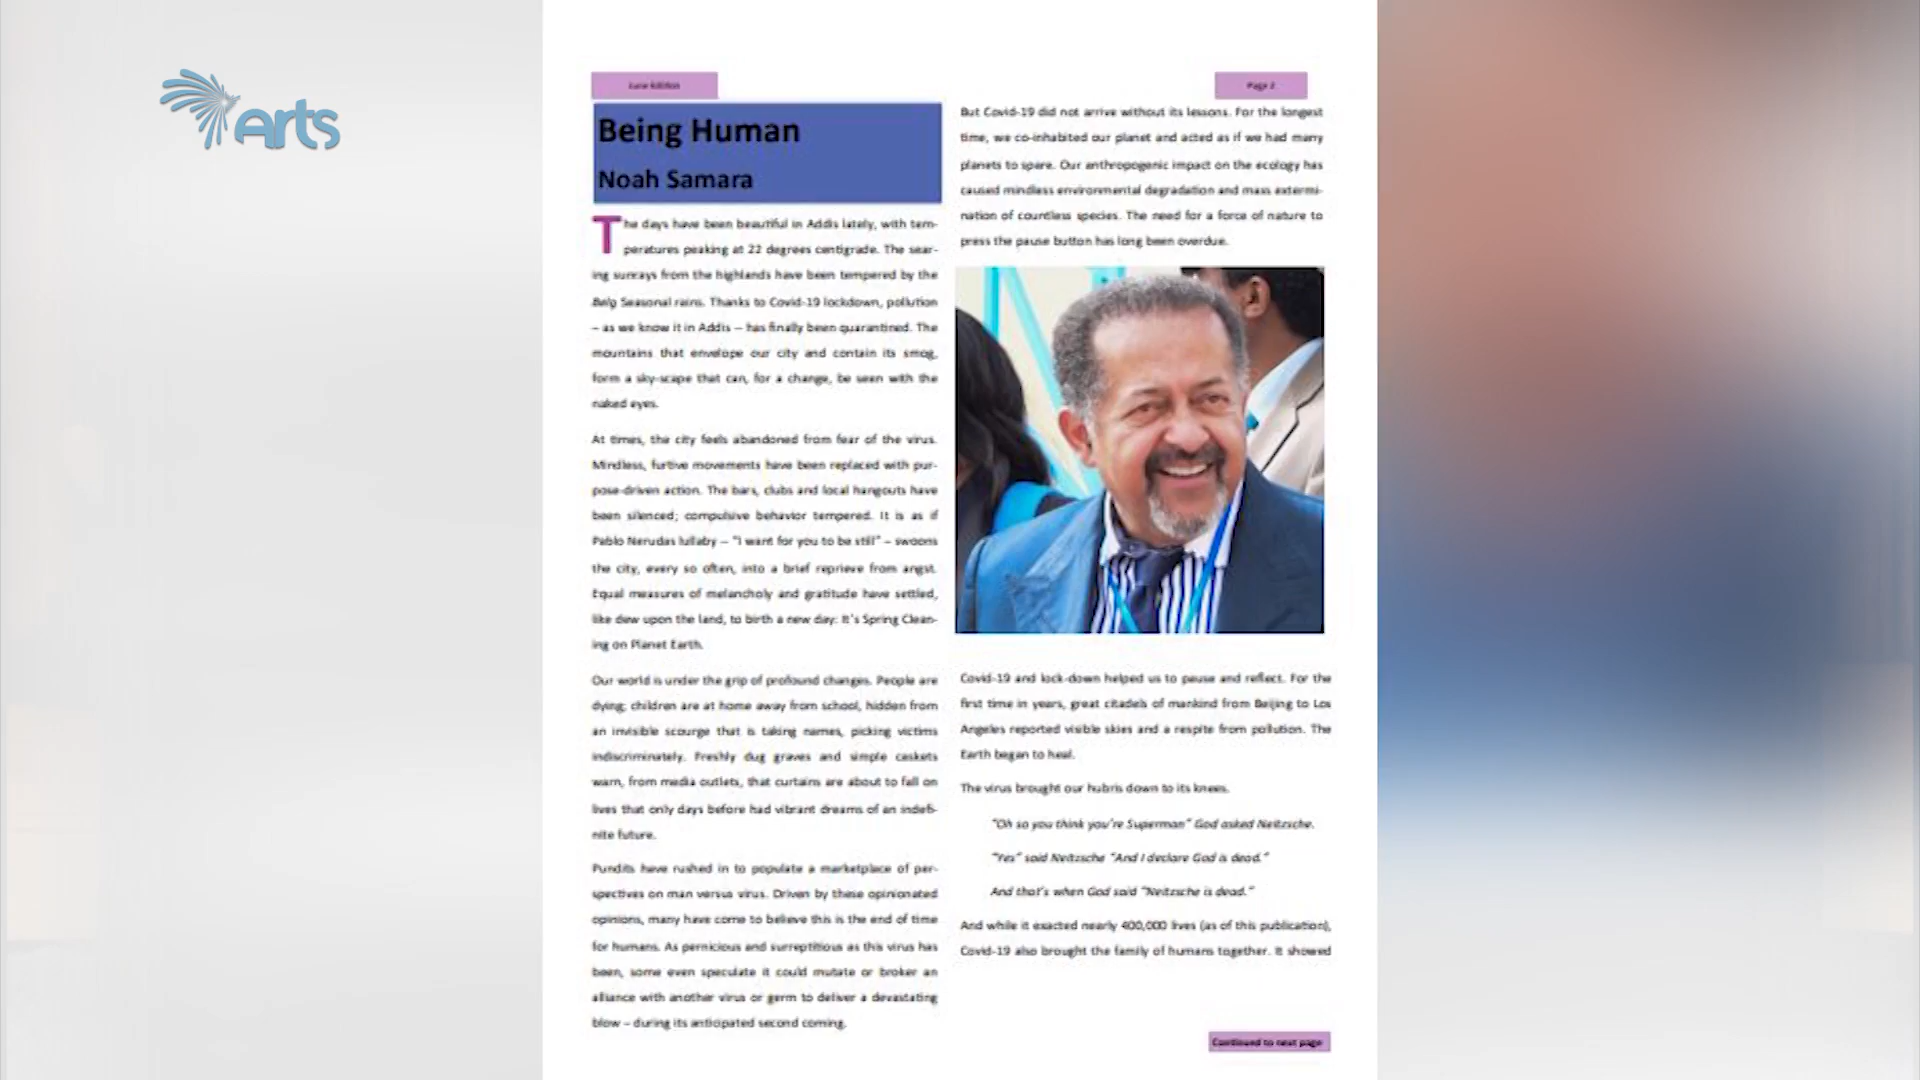 Arts
June Edition
Page 2
Being Human
Noah Samara
The days have been beautiful in Addis lately, with tem-
peratures peaking at 22 degrees centigrade. The sear-
ing sunrays from the highlands have been tempered by the
Belg Seasonal rains. Thanks to Covid-19 lockdown, pollution
– as we know it in Addis – has finally been quarantined. The
mountains that envelope our city and contain its smog,
form a sky-scape that can, for a change, be seen with the
naked eyes.
At times, the city feels abandoned from fear of the virus.
Mindless, furtive movements have been replaced with pur-
pose-driven action. The bars, clubs and local hangouts have
been silenced; compulsive behavior tempered. It is as if
Pablo Nerudas lullaby – "I want for you to be still" – swoons
the city, every so often, into a brief reprieve from angst.
Equal measures of melancholy and gratitude have settled,
like dew upon the land, to birth a new day: It's Spring Clean-
ing on Planet Earth.
Our world is under the grip of profound changes. People are
dying; children are at home away from school, hidden from
an invisible scourge that is taking names, picking victims
indiscriminately. Freshly dug graves and simple caskets
warn, from media outlets, that curtains are about to fall on
lives that only days before had vibrant dreams of an indefi-
nite future.
Pundits have rushed in to populate a marketplace of per-
spectives on man versus virus. Driven by these opinionated
opinions, many have come to believe this is the end of time
for humans. As pernicious and surreptitious as this virus has
been, some even speculate it could mutate or broker an
alliance with another virus or germ to deliver a devastating
blow – during its anticipated second coming.
But Covid-19 did not arrive without its lessons. For the longest
time, we co-inhabited our planet and acted as if we had many
planets to spare. Our anthropogenic impact on the ecology has
caused mindless environmental degradation and mass extermi-
nation of countless species. The need for a force of nature to
press the pause button has long been overdue.
Covid-19 and lock-down helped us to pause and reflect. For the
first time in years, great citadels of mankind from Beijing to Los
Angeles reported visible skies and a respite from pollution. The
Earth began to heal.
The virus brought our hubris down to its knees.
"Oh so you think you're Superman" God asked Neitzsche.
"Yes" said Neitzsche "And I declare God is dead."
And that's when God said "Neitzsche is dead."
And while it exacted nearly 400,000 lives (as of this publication),
Covid-19 also brought the family of humans together. It showed
Continued to next page